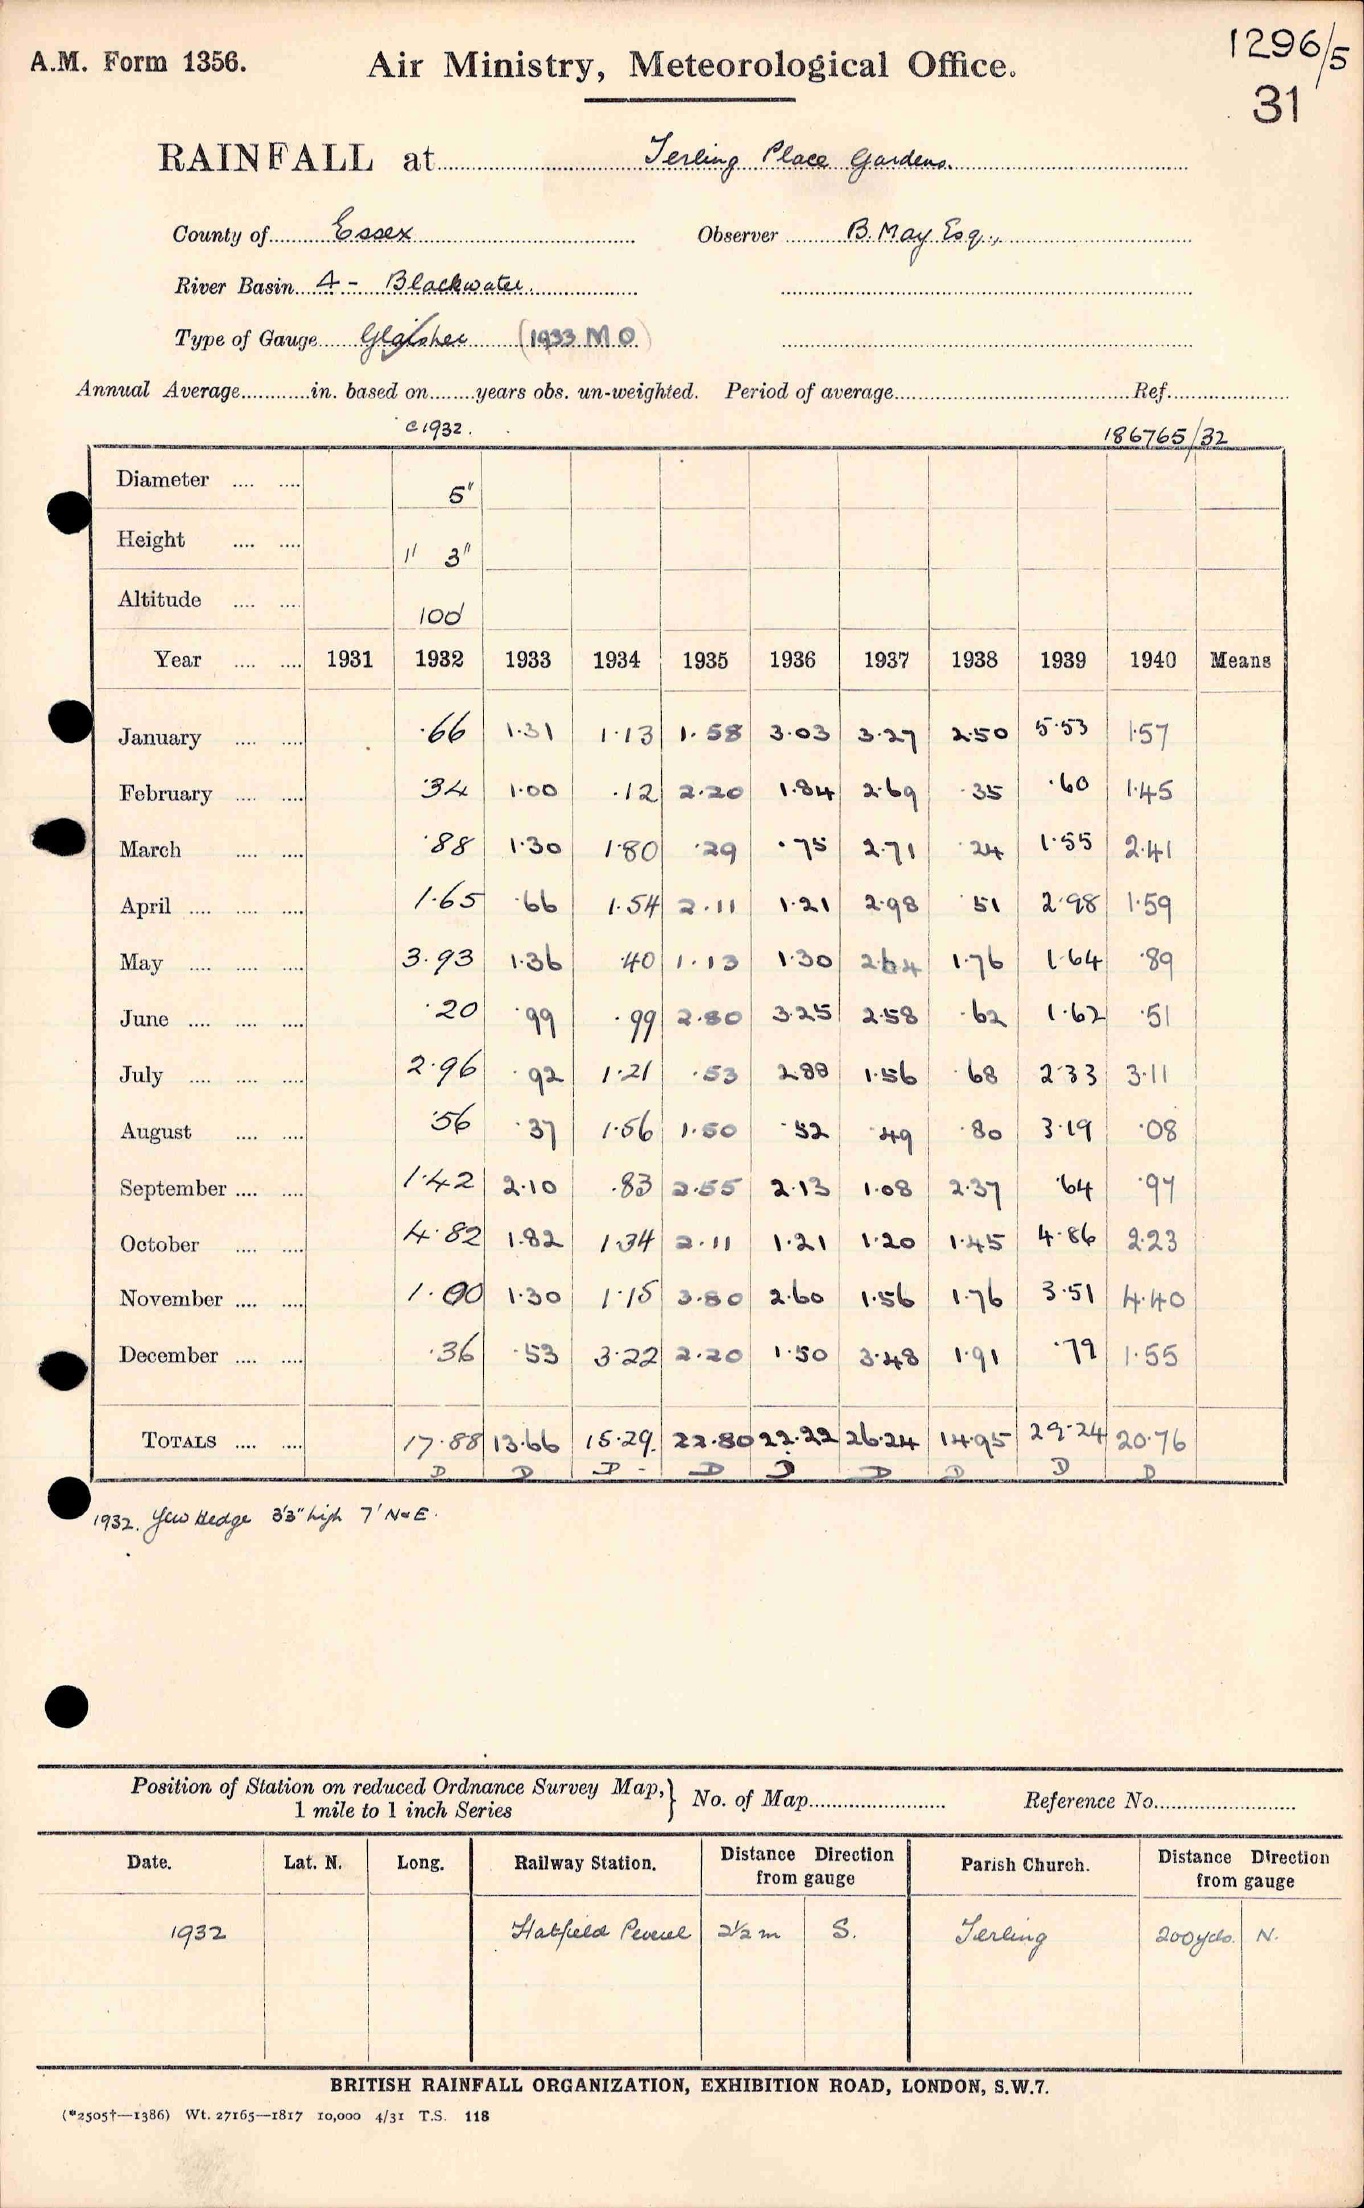 1296/5
A.M. Form 1356. Air Ministry, Meteorological Office.
31
RAINFALL at Terling Place Gardens.
County of Essex Observer B. May Esq.,
River Basin A - Blackwater.
Type of Gauge Glaisher (1933 M O)
Annual Average in. based on years obs. un-weighted. Period of average Ref.
c1932. 186765/32
Diameter 5"
Height 1' 3"
Altitude 100
Year 1931 1932 1933 1934 1935 1936 1937 1938 1939 1940 Means
January ·66 1·31 1·13 1·58 3·03 3·27 2·50 5·53 1·57
February ·34 1·00 ·12 2·20 1·84 2·69 ·35 ·60 1·45
March ·88 1·30 1·80 ·29 ·75 2·71 ·24 1·55 2·41
April 1·65 ·66 1·54 2·11 1·21 2·98 ·51 2·98 1·59
May 3·93 1·36 ·40 1·13 1·30 2·64 1·76 1·64 ·89
June ·20 ·99 ·99 2·80 3·25 2·58 ·62 1·62 ·51
July 2·96 ·92 1·21 ·53 2·88 1·56 ·68 2·33 3·11
August ·56 ·37 1·56 1·50 ·52 ·49 ·80 3·19 ·08
September 1·42 2·10 ·83 2·55 2·13 1·08 2·37 ·64 ·97
October 4·82 1·82 1·34 2·11 1·21 1·20 1·45 4·86 2·23
November 1·00 1·30 1·15 3·80 2·60 1·56 1·76 3·51 4·40
December ·36 ·53 3·22 2·20 1·50 3·48 1·91 ·79 1·55
TOTALS 17·88 13·66 15·29 22·80 22·22 26·24 14·95 29·24 20·76
D D D D D D D D D
1932. Yew Hedge 3'3" high 7' N & E.
Position of Station on reduced Ordnance Survey Map, } No. of Map Reference No.
1 mile to 1 inch Series
Date. Lat. N. Long. Railway Station. Distance Direction from gauge Parish Church. Distance Direction from gauge
1932 Hatfield Peverel 2½ m S. Terling 200 yds. N.
BRITISH RAINFALL ORGANIZATION, EXHIBITION ROAD, LONDON, S.W.7.
(*2505†—1386) Wt. 27165—1817 10,000 4/31 T.S. 118